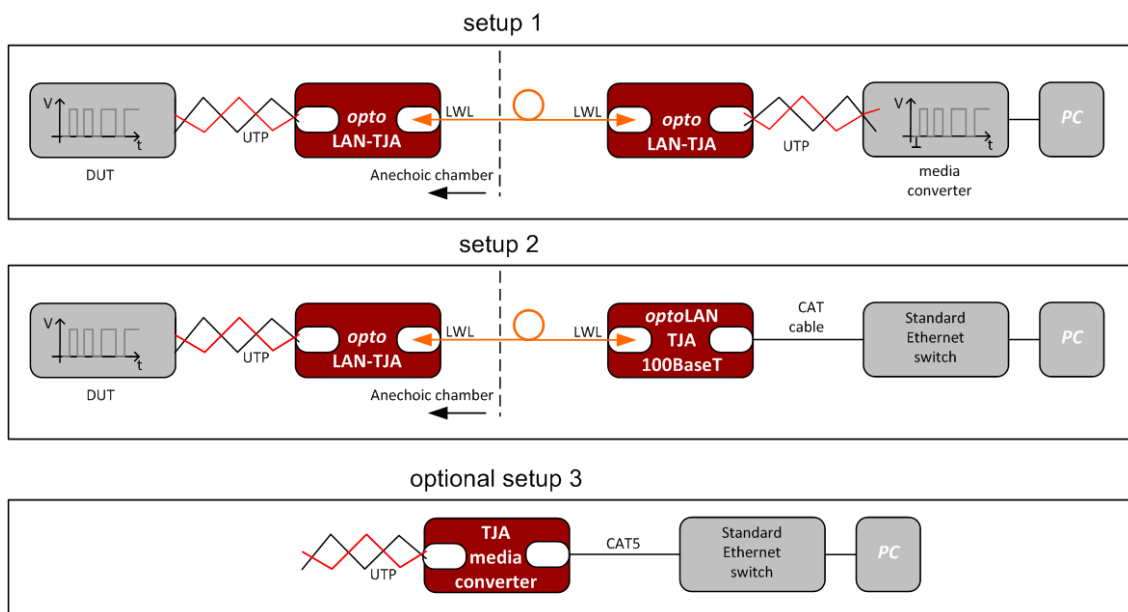 setup 1
V
t
DUT
UTP
opto
LAN-TJA
LWL
Anechoic chamber
LWL
opto
LAN-TJA
UTP
V
t
media
converter
PC
setup 2
V
t
DUT
UTP
opto
LAN-TJA
LWL
Anechoic chamber
LWL
optoLAN
TJA
100BaseT
CAT
cable
Standard
Ethernet
switch
PC
optional setup 3
UTP
TJA
media
converter
CAT5
Standard
Ethernet
switch
PC